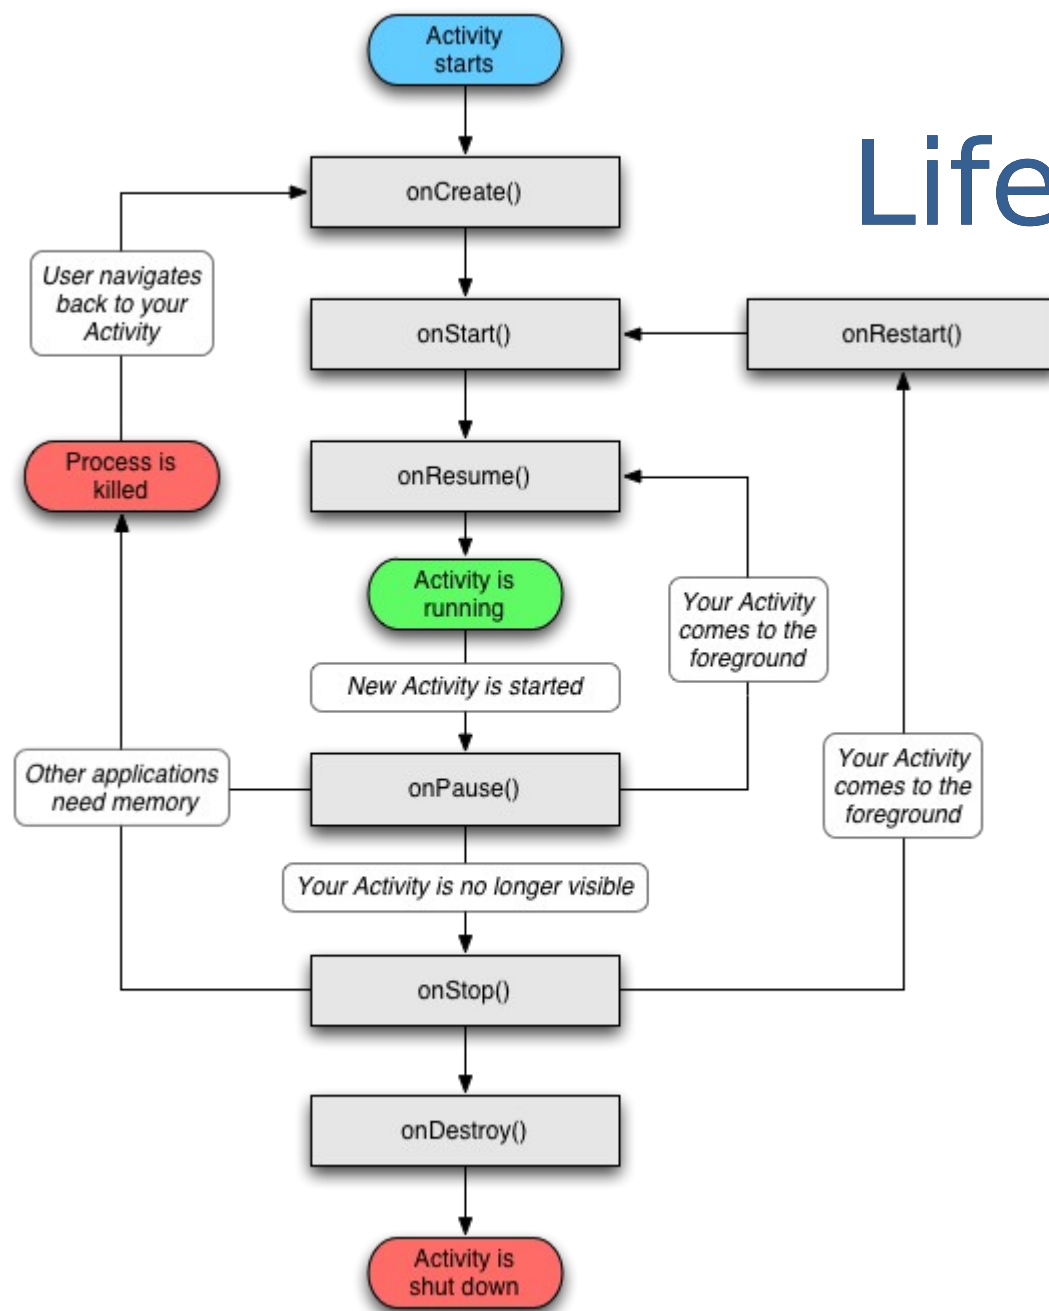 Activity
starts
Life
onCreate()
User navigates
back to your
Activity
onStart()
onRestart()
Process is
killed
onResume()
Activity is
running
Your Activity
comes to the
foreground
New Activity is started
Other applications
need memory
onPause()
Your Activity
comes to the
foreground
Your Activity is no longer visible
onStop()
onDestroy()
Activity is
shut down